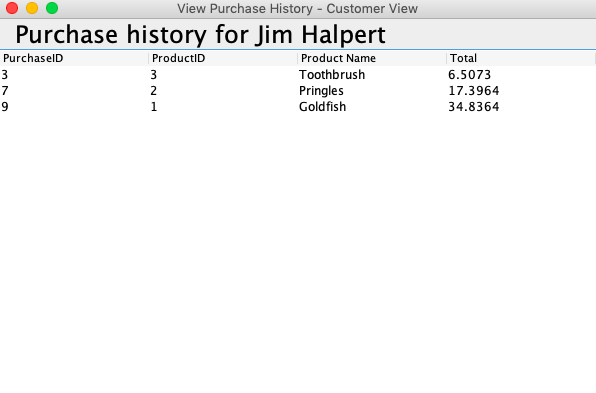 View Purchase History - Customer View
Purchase history for Jim Halpert
PurchaseID ProductID Product Name Total
3 3 Toothbrush 6.5073
7 2 Pringles 17.3964
9 1 Goldfish 34.8364